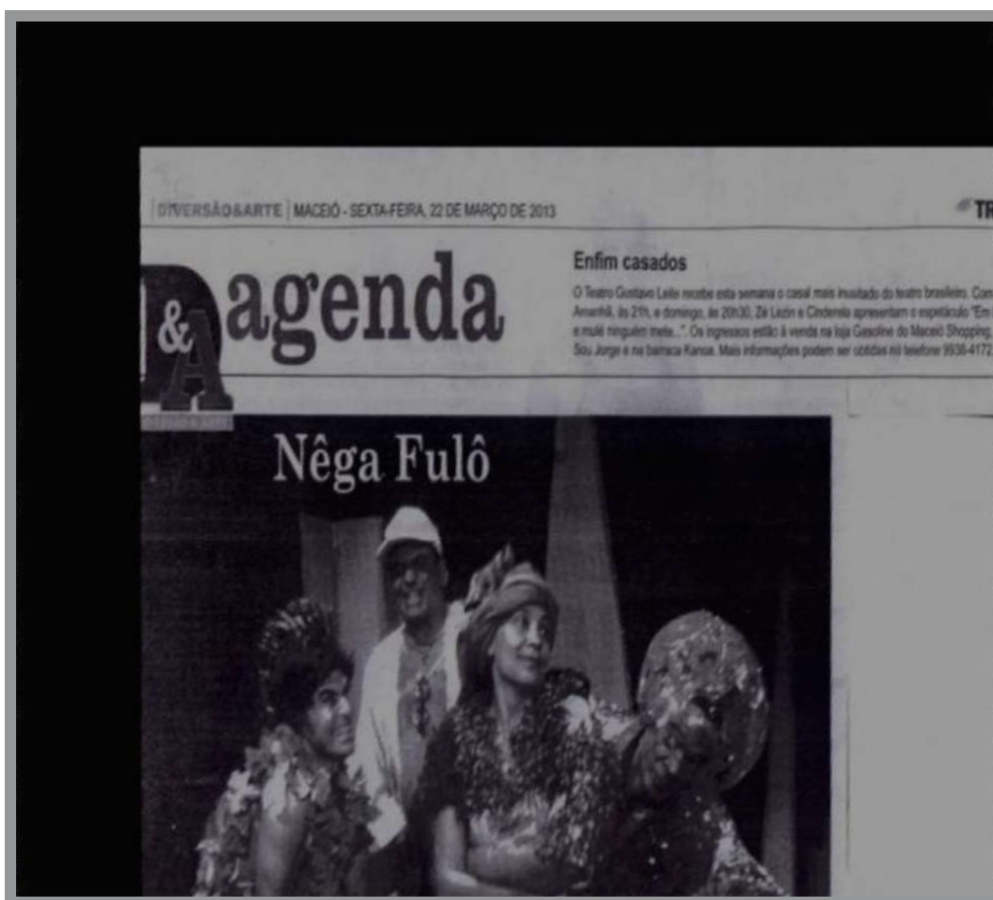 DIVERSÃO&ARTE | MACEIÓ - SEXTA-FEIRA, 22 DE MARÇO DE 2013
TR
&A agenda
Enfim casados
O Teatro Gustavo Leite recebe esta semana o casal mais inusitado do teatro brasileiro. Com
Amanhã, às 21h, e domingo, às 20h30, Zé Lezin e Cinderela apresentam o espetáculo "Em
e mulé ninguém mete...". Os ingressos estão à venda na loja Gasoline do Maceió Shopping,
Sou Jorge e na barraca Kanoa. Mais informações podem ser obtidas no telefone 9938-4172
Nêga Fulô